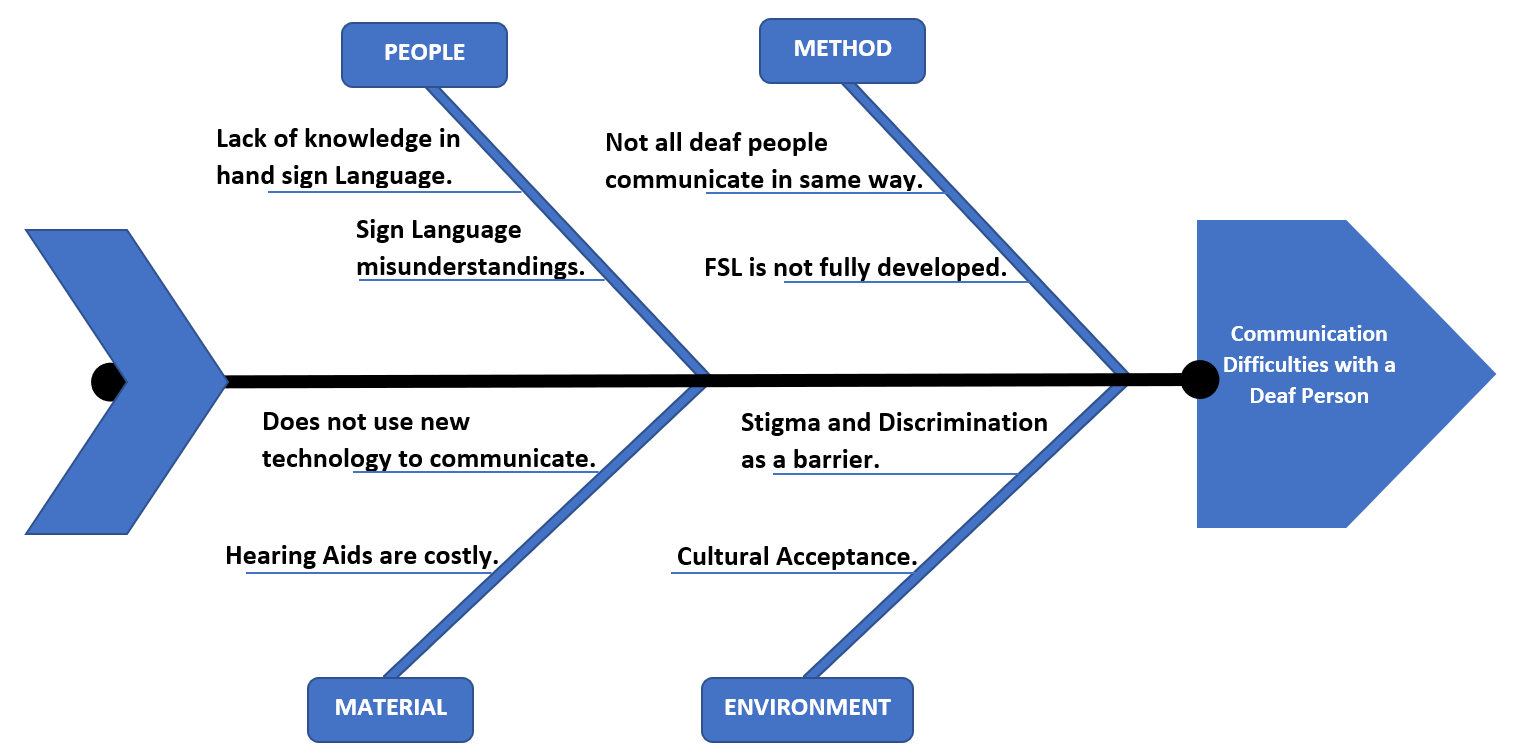 PEOPLE
METHOD
Lack of knowledge in
hand sign Language.
Not all deaf people
communicate in same way.
Sign Language
misunderstandings.
FSL is not fully developed.
Communication
Difficulties with a
Deaf Person
Does not use new
technology to communicate.
Stigma and Discrimination
as a barrier.
Hearing Aids are costly.
Cultural Acceptance.
MATERIAL
ENVIRONMENT